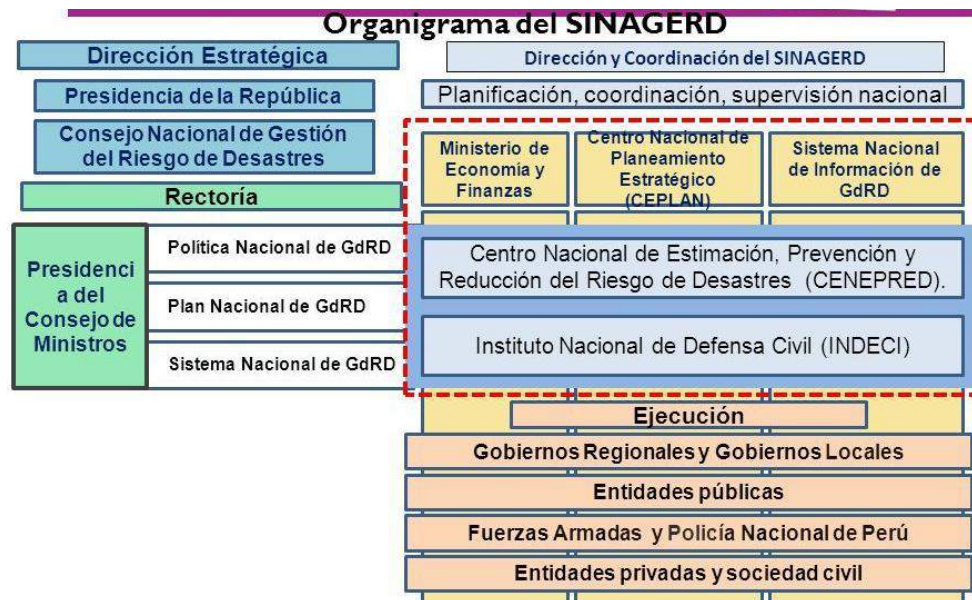 Organigrama del SINAGERD
Dirección Estratégica
Presidencia de la República
Consejo Nacional de Gestión
del Riesgo de Desastres
Rectoría
Presidenci
a del
Consejo de
Ministros
Política Nacional de GdRD
Plan Nacional de GdRD
Sistema Nacional de GdRD
Dirección y Coordinación del SINAGERD
Planificación, coordinación, supervisión nacional
Ministerio de
Economía y
Finanzas
Centro Nacional de
Planeamiento
Estratégico
(CEPLAN)
Sistema Nacional
de Información de
GdRD
Centro Nacional de Estimación, Prevención y
Reducción del Riesgo de Desastres (CENEPRED).
Instituto Nacional de Defensa Civil (INDECI)
Ejecución
Gobiernos Regionales y Gobiernos Locales
Entidades públicas
Fuerzas Armadas y Policía Nacional de Perú
Entidades privadas y sociedad civil